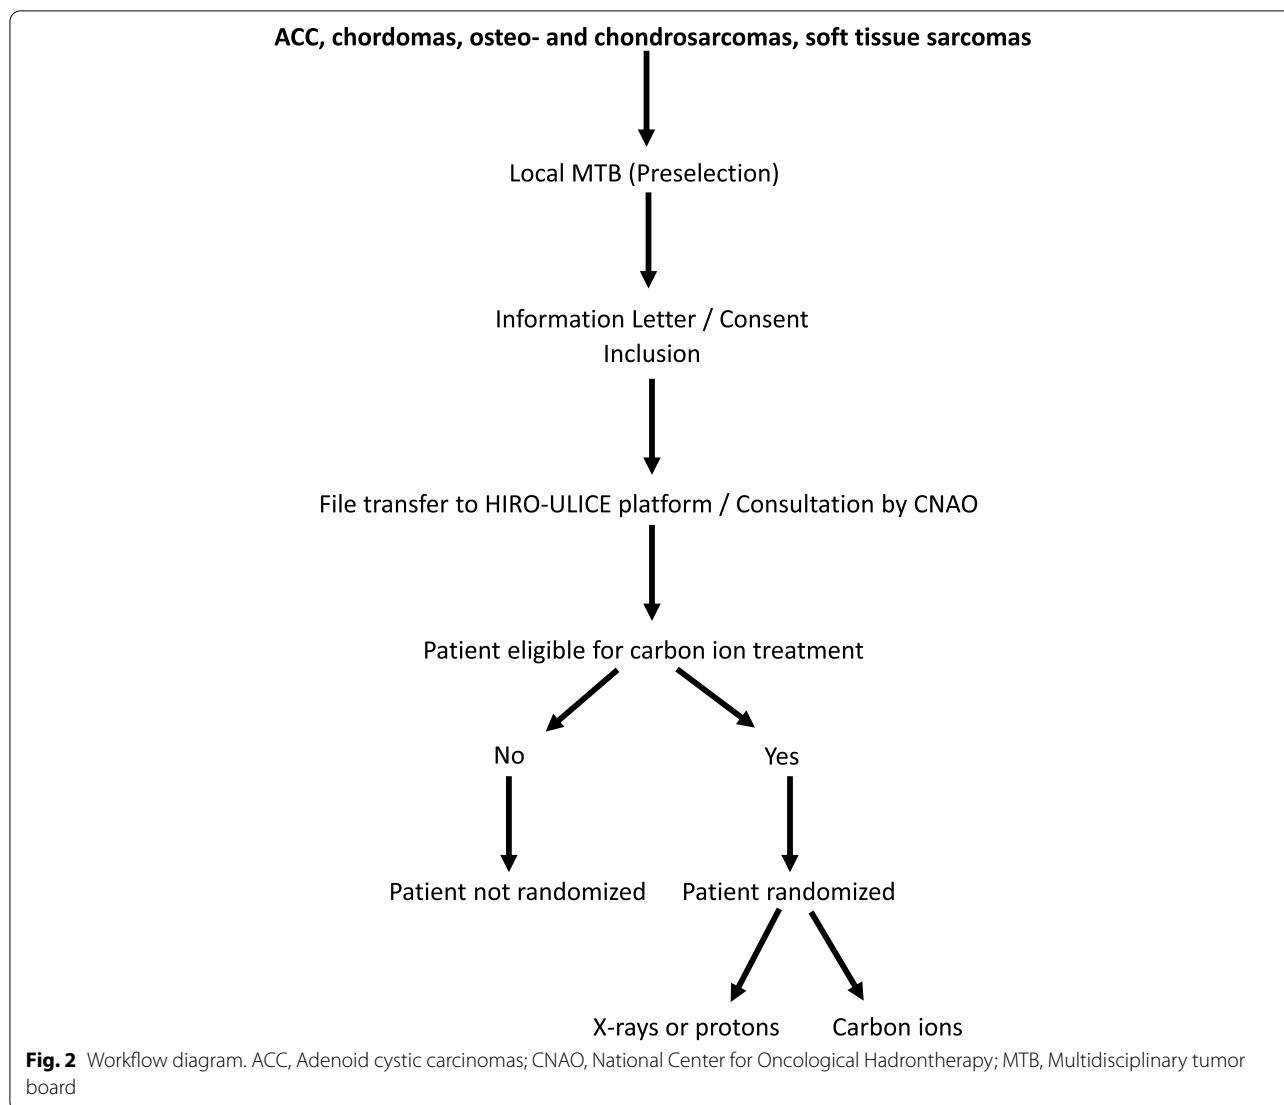 ACC, chordomas, osteo- and chondrosarcomas, soft tissue sarcomas
Local MTB (Preselection)
Information Letter / Consent
Inclusion
File transfer to HIRO-ULICE platform / Consultation by CNAO
Patient eligible for carbon ion treatment
No
Yes
Patient not randomized
Patient randomized
X-rays or protons
Carbon ions
Fig. 2 Workflow diagram. ACC, Adenoid cystic carcinomas; CNAO, National Center for Oncological Hadrontherapy; MTB, Multidisciplinary tumor
board